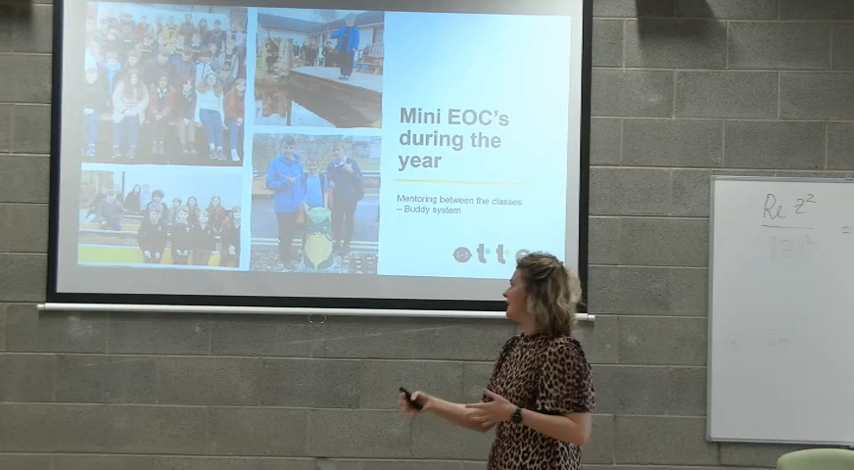 Mini EOC's
during the
year
Mentoring between the classes
– Buddy system
Re z²
=